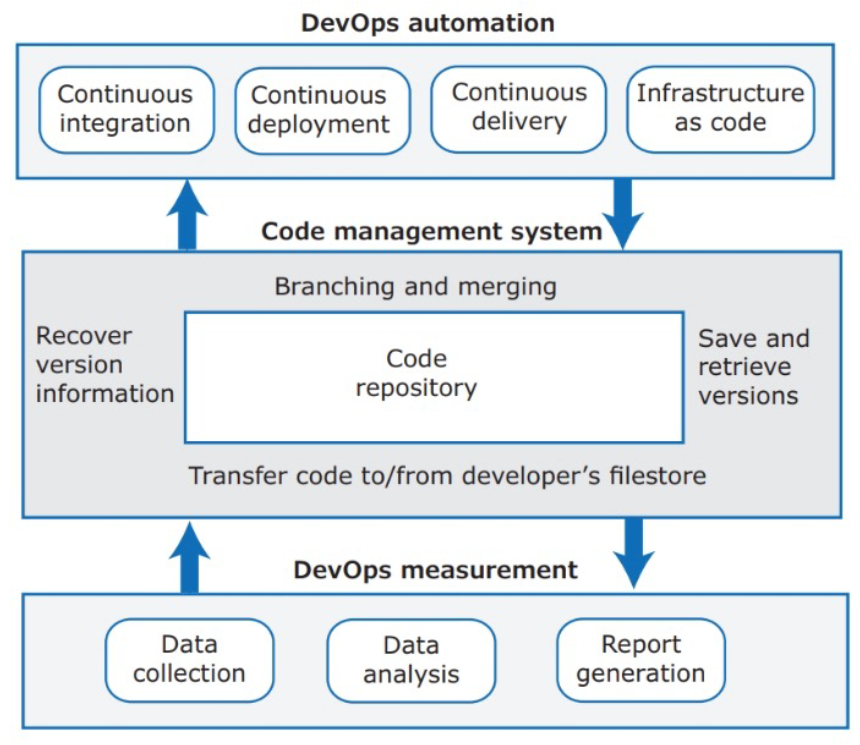 DevOps automation
Continuous
integration
Continuous
deployment
Continuous
delivery
Infrastructure
as code
Code management system
Branching and merging
Recover
version
information
Code
repository
Save and
retrieve
versions
Transfer code to/from developer’s filestore
DevOps measurement
Data
collection
Data
analysis
Report
generation